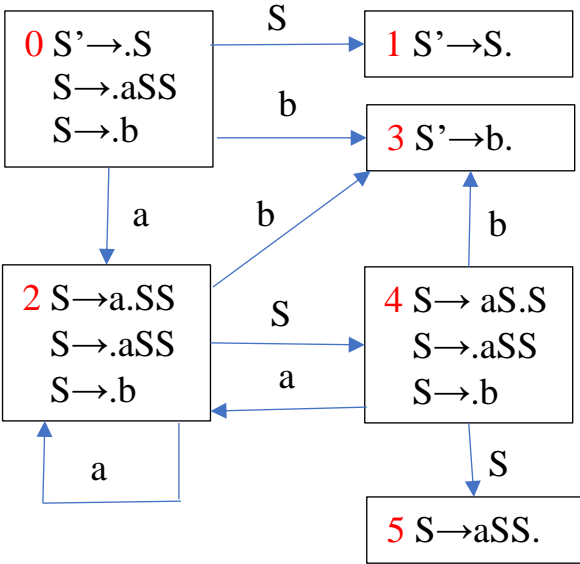 0 S’→.S
S→.aSS
S→.b
S
1 S’→S.
b
3 S’→b.
a
b
b
2 S→a.SS
S→.aSS
S→.b
S
a
4 S→ aS.S
S→.aSS
S→.b
a
S
5 S→aSS.